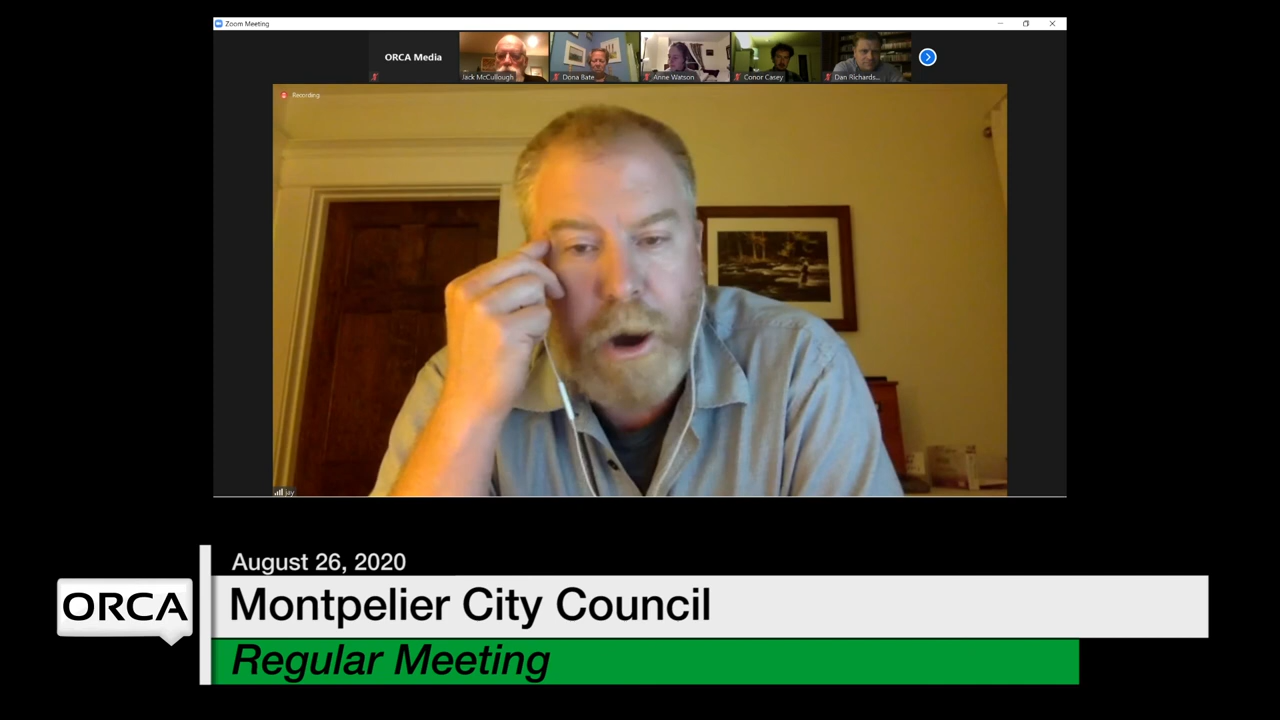 Zoom Meeting
ORCA Media
Jack McCullough
Dona Bate
Anne Watson
Conor Casey
Dan Richards...
Recording
jay
August 26, 2020
ORCA
Montpelier City Council
Regular Meeting